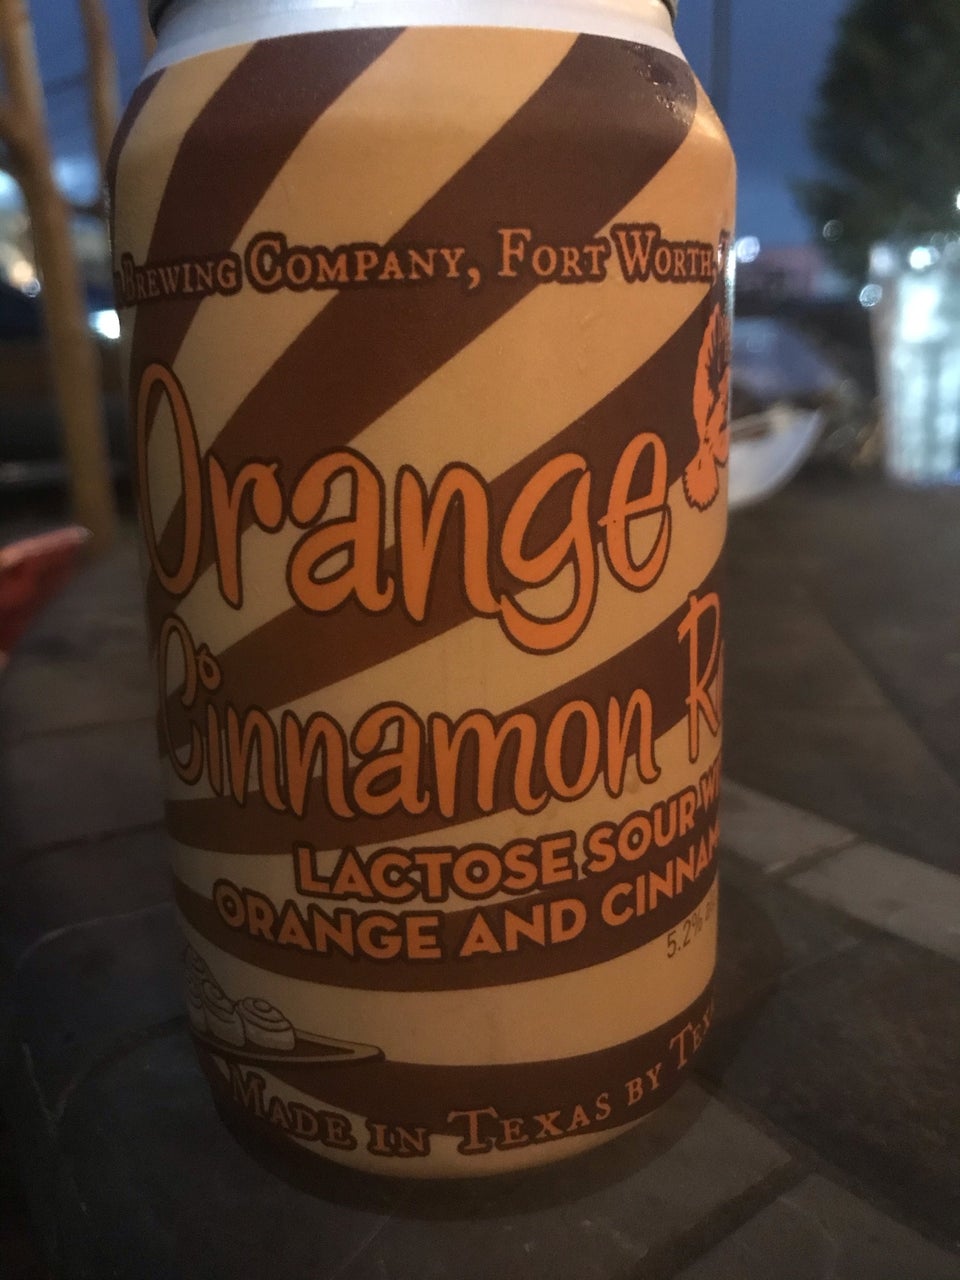 Brewing Company, Fort Worth,
Orange
Cinnamon
LACTOSE SOUR
ORANGE AND
5.2%
Made in Texas by